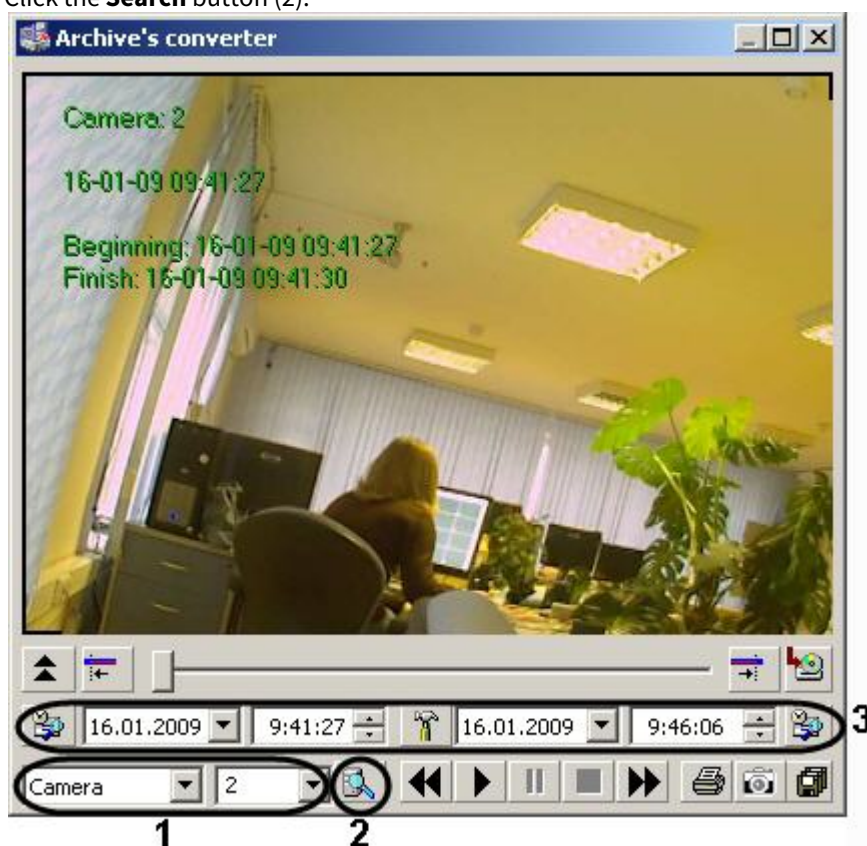 Click the Search button (2).
Archive's converter
Camera: 2
16-01-09 09:41:27
Beginning: 16-01-09 09:41:27
Finish: 16-01-09 09:41:30
16.01.2009 9:41:27 16.01.2009 9:46:06 3
Camera 2
1 2